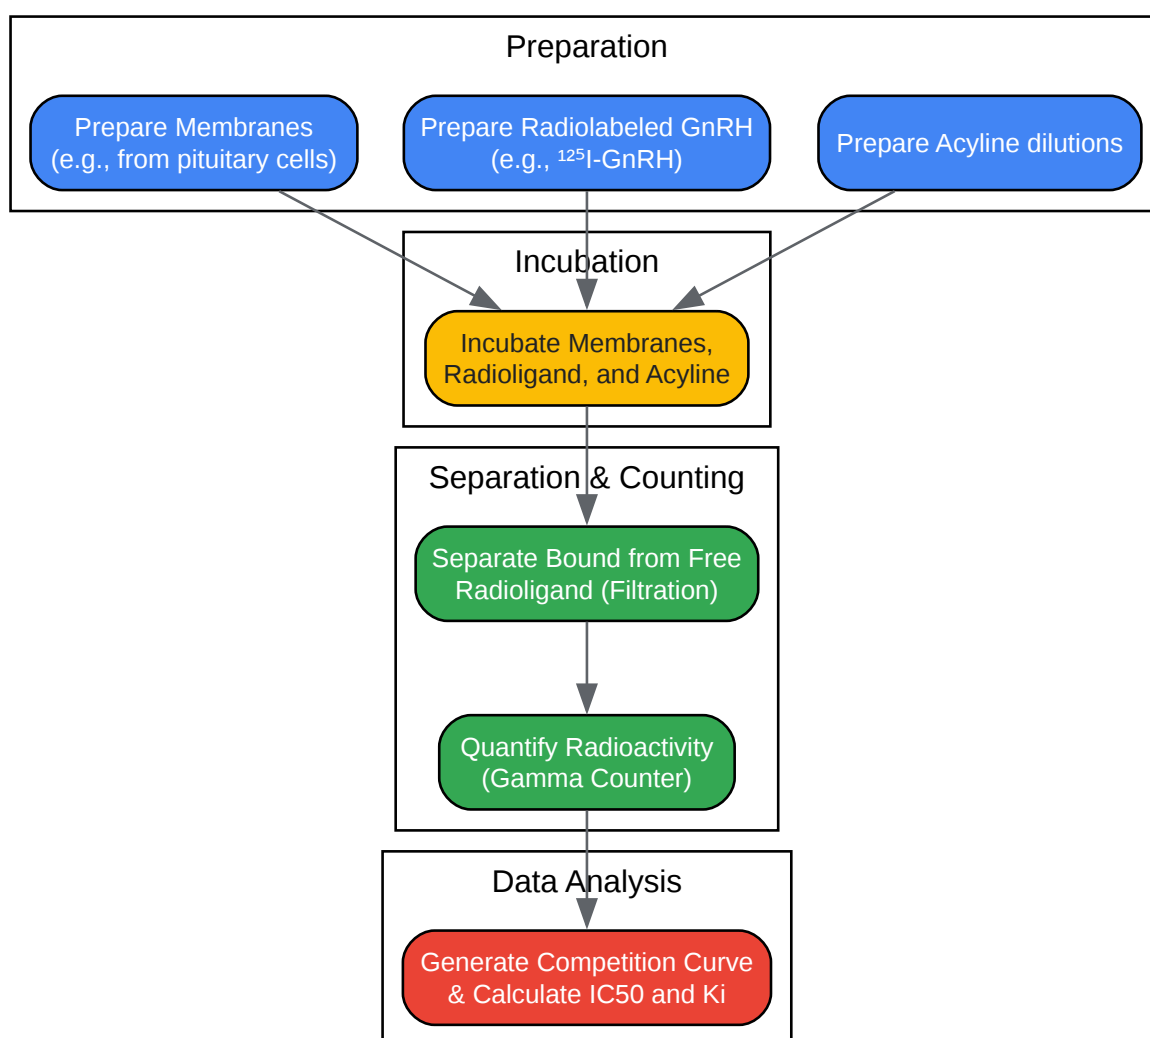 Preparation
Prepare Membranes
(e.g., from pituitary cells)
Prepare Radiolabeled GnRH
(e.g., ¹²⁵I-GnRH)
Prepare Acyline dilutions
Incubation
Incubate Membranes,
Radioligand, and Acyline
Separation & Counting
Separate Bound from Free
Radioligand (Filtration)
Quantify Radioactivity
(Gamma Counter)
Data Analysis
Generate Competition Curve
& Calculate IC50 and Ki